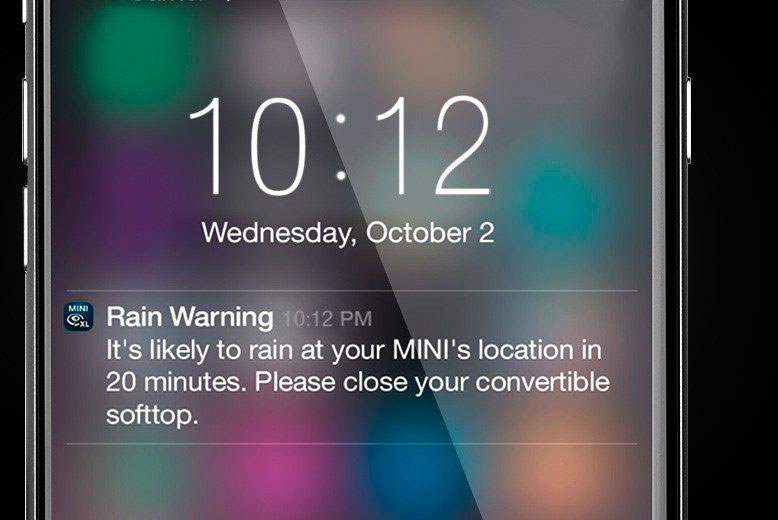 10:12
Wednesday, October 2
MINI
XL
Rain Warning 10:12 PM
It's likely to rain at your MINI's location in
20 minutes. Please close your convertible
softtop.